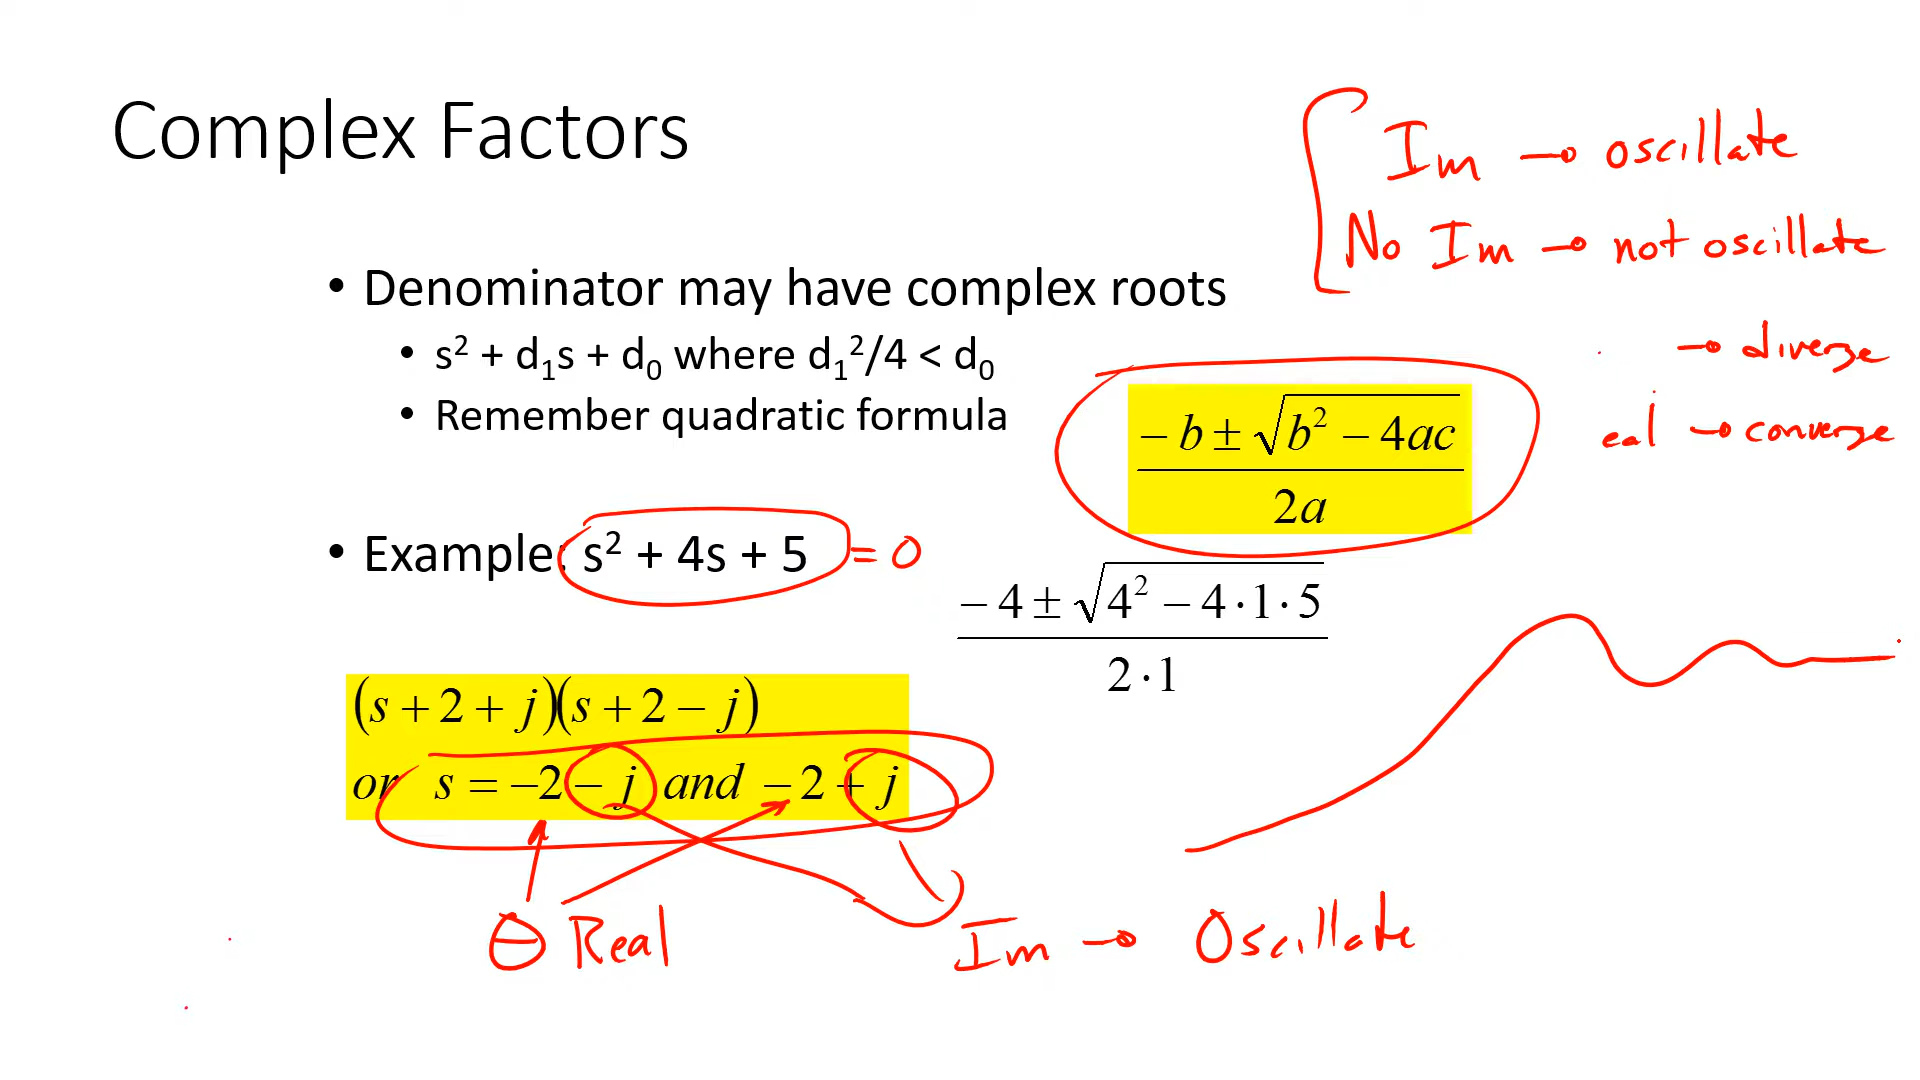 Complex Factors
Im → oscillate
No Im → not oscillate
• Denominator may have complex roots
• s² + d₁s + d₀ where d₁²/4 < d₀
→ diverge
• Remember quadratic formula
eal → converge
−b ± √(b² − 4ac)
2a
• Example: s² + 4s + 5 = 0
−4 ± √(4² − 4·1·5)
2·1
(s + 2 + j)(s + 2 − j)
or s = −2 − j and −2 + j
⊖ Real
Im → Oscillate